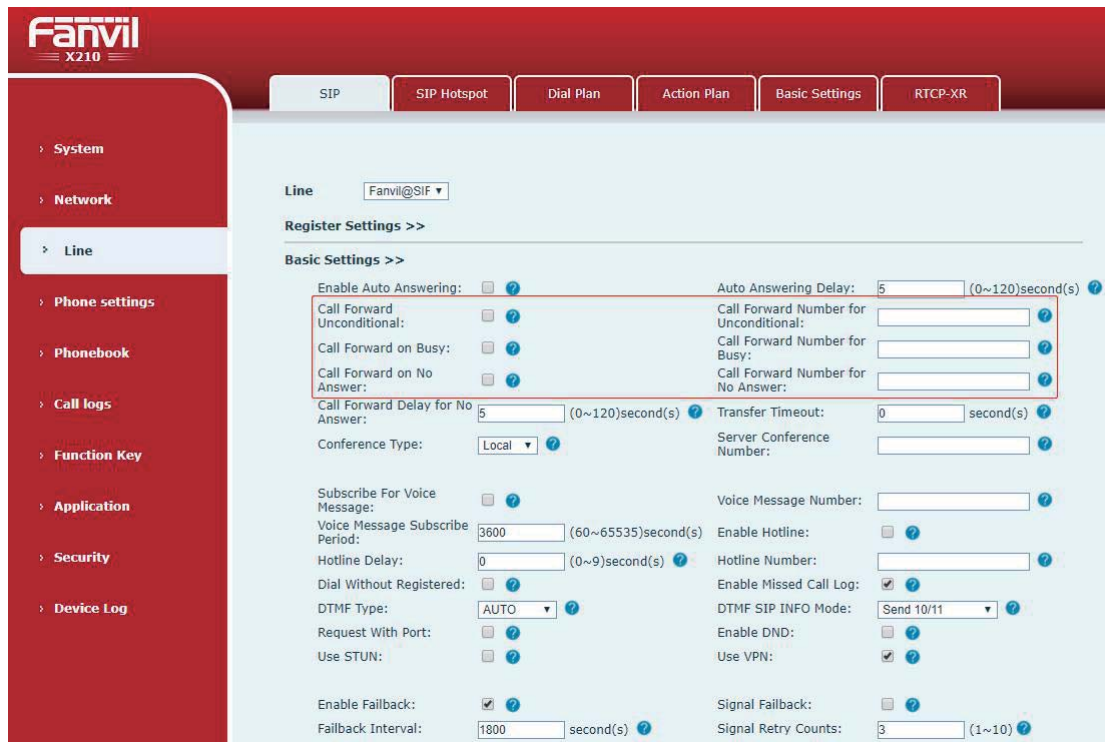 Fanvil
X210
SIP
SIP Hotspot
Dial Plan
Action Plan
Basic Settings
RTCP-XR
› System
› Network
› Line
› Phone settings
› Phonebook
› Call logs
› Function Key
› Application
› Security
› Device Log
Line Fanvil@SIF ▾
Register Settings >>
Basic Settings >>
Enable Auto Answering: ? Auto Answering Delay: 5 (0~120)second(s) ?
Call Forward
Unconditional: ?
Call Forward Number for
Unconditional: ?
Call Forward on Busy: ?
Call Forward Number for
Busy: ?
Call Forward on No
Answer: ?
Call Forward Number for
No Answer: ?
Call Forward Delay for No
Answer: 5 (0~120)second(s) ? Transfer Timeout: 0 second(s) ?
Conference Type: Local ▾ ?
Server Conference
Number: ?
Subscribe For Voice
Message: ? Voice Message Number: ?
Voice Message Subscribe
Period: 3600 (60~65535)second(s) Enable Hotline: ?
Hotline Delay: 0 (0~9)second(s) ? Hotline Number: ?
Dial Without Registered: ? Enable Missed Call Log: ✔ ?
DTMF Type: AUTO ▾ ? DTMF SIP INFO Mode: Send 10/11 ▾ ?
Request With Port: ? Enable DND: ?
Use STUN: ? Use VPN: ✔ ?
Enable Failback: ✔ ? Signal Failback: ?
Failback Interval: 1800 second(s) ? Signal Retry Counts: 3 (1~10) ?